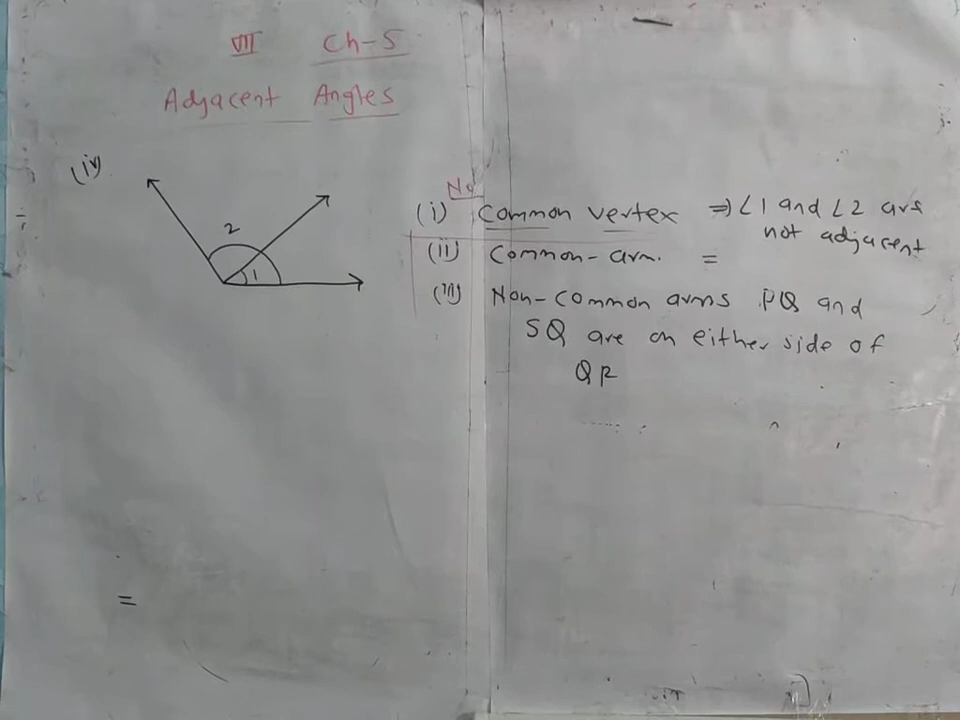 VII Ch-5
Adjacent Angles
(iv)
2
1
No
(i) Common vertex ⇒ ∠1 and ∠2 are
not adjacent
(ii) Common-arm. =
(iii) Non-common arms PQ and
SQ are on either side of
QR
=